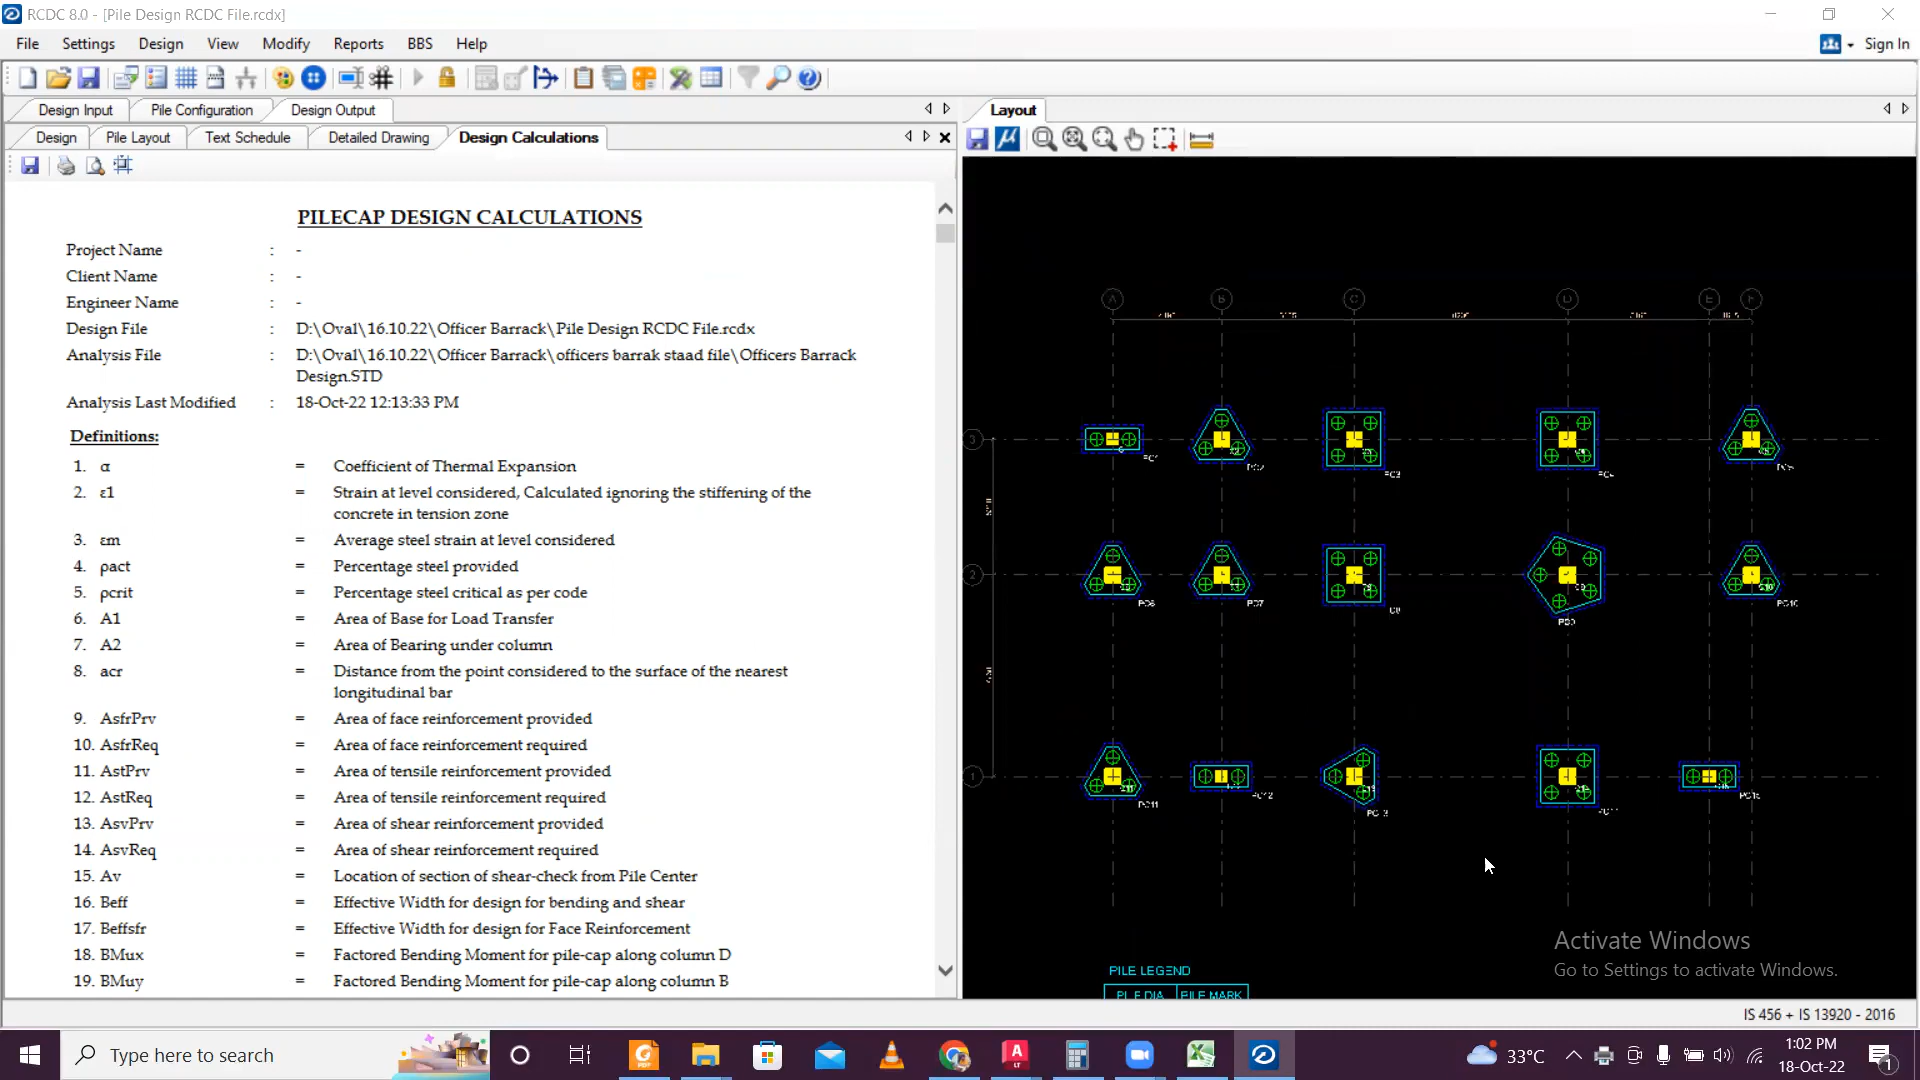 RCDC 8.0 - [Pile Design RCDC File.rcdx]
File Settings Design View Modify Reports BBS Help
Sign In
Design Input Pile Configuration Design Output
Layout
Design Pile Layout Text Schedule Detailed Drawing Design Calculations
PILECAP DESIGN CALCULATIONS
Project Name : -
Client Name : -
Engineer Name : -
Design File : D:\Oval\16.10.22\Officer Barrack\Pile Design RCDC File.rcdx
Analysis File : D:\Oval\16.10.22\Officer Barrack\officers barrak staad file\Officers Barrack
Design.STD
Analysis Last Modified : 18-Oct-22 12:13:33 PM
Definitions:
1. α = Coefficient of Thermal Expansion
2. ε1 = Strain at level considered, Calculated ignoring the stiffening of the
concrete in tension zone
3. εm = Average steel strain at level considered
4. ρact = Percentage steel provided
5. ρcrit = Percentage steel critical as per code
6. A1 = Area of Base for Load Transfer
7. A2 = Area of Bearing under column
8. acr = Distance from the point considered to the surface of the nearest
longitudinal bar
9. AsfrPrv = Area of face reinforcement provided
10. AsfrReq = Area of face reinforcement required
11. AstPrv = Area of tensile reinforcement provided
12. AstReq = Area of tensile reinforcement required
13. AsvPrv = Area of shear reinforcement provided
14. AsvReq = Area of shear reinforcement required
15. Av = Location of section of shear-check from Pile Center
16. Beff = Effective Width for design for bending and shear
17. Beffsfr = Effective Width for design for Face Reinforcement
18. BMux = Factored Bending Moment for pile-cap along column D
19. BMuy = Factored Bending Moment for pile-cap along column B
A B C D E F
3
PC1 PC2 PC3
2
PC7 PC10
1
PC11 PC12
PILE LEGEND
PILE DIA PILE MARK
Activate Windows
Go to Settings to activate Windows.
IS 456 + IS 13920 - 2016
Type here to search
33°C
1:02 PM
18-Oct-22
1